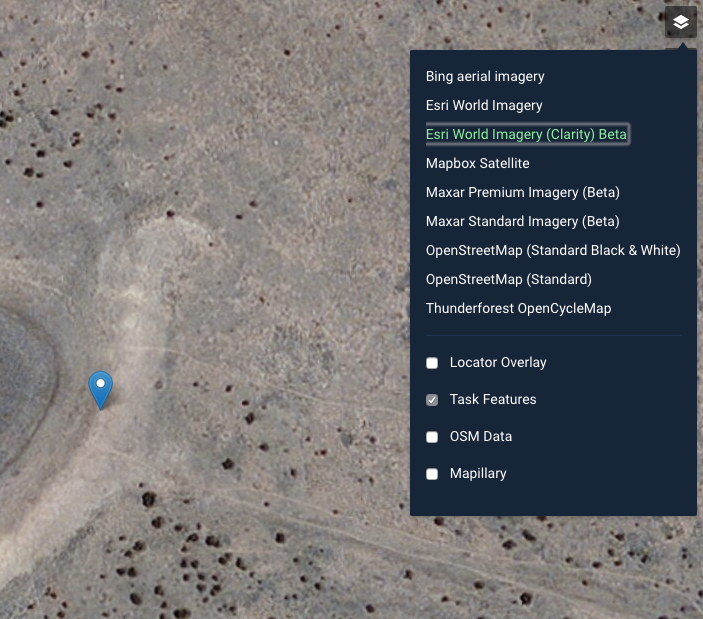 Bing aerial imagery
Esri World Imagery
Esri World Imagery (Clarity) Beta
Mapbox Satellite
Maxar Premium Imagery (Beta)
Maxar Standard Imagery (Beta)
OpenStreetMap (Standard Black & White)
OpenStreetMap (Standard)
Thunderforest OpenCycleMap
Locator Overlay
Task Features
OSM Data
Mapillary